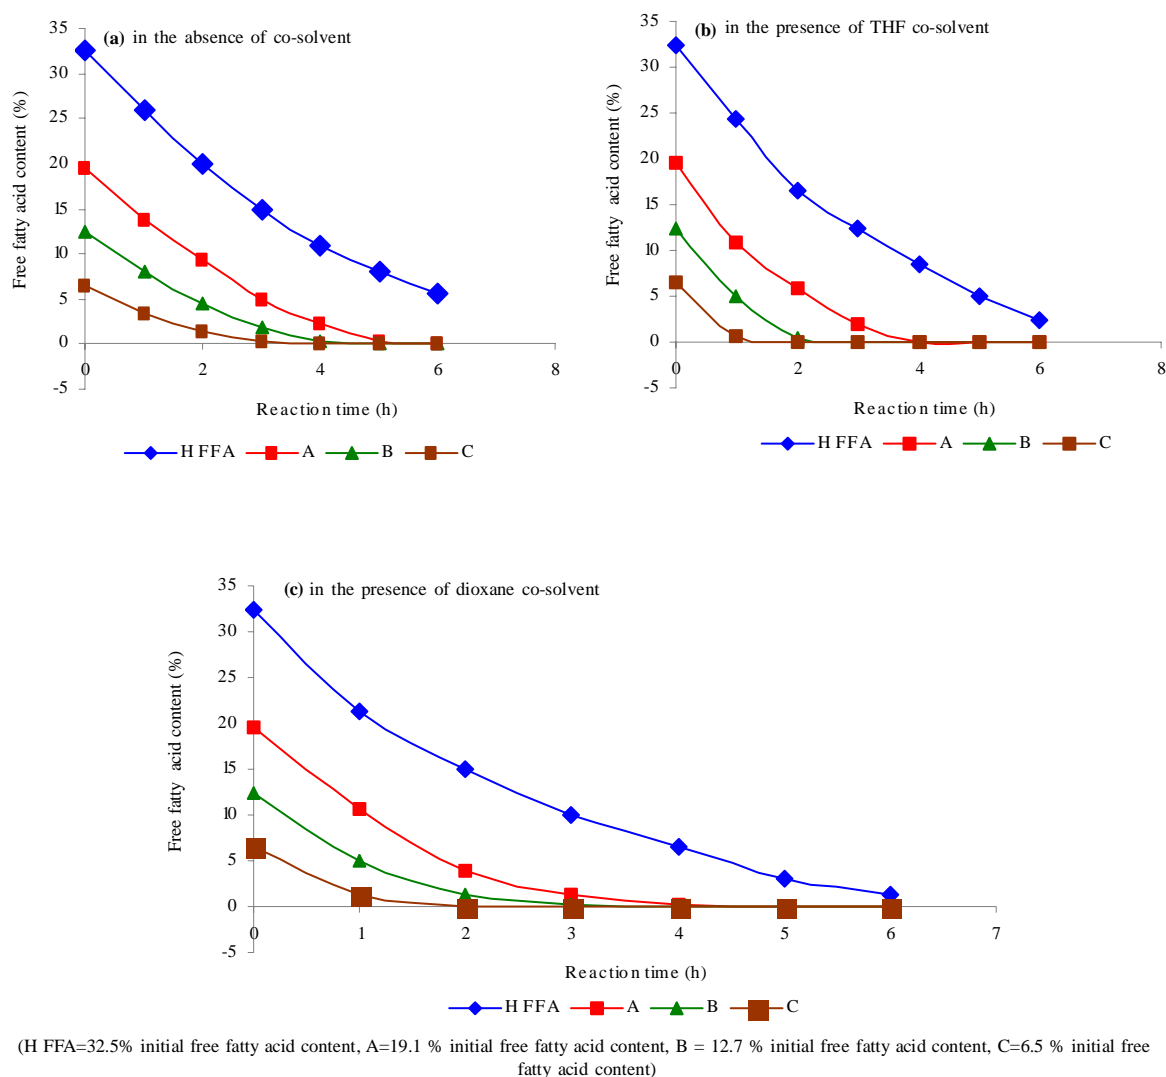 (a) in the absence of co-solvent
Free fatty acid content (%)
35
30
25
20
15
10
5
0
-5
0 2 4 6 8
Reaction time (h)
H FFA A B C
(b) in the presence of THF co-solvent
Free fatty acid content (%)
35
30
25
20
15
10
5
0
-5
0 2 4 6 8
Reaction time (h)
H FFA A B C
(c) in the presence of dioxane co-solvent
Free fatty acid content (%)
35
30
25
20
15
10
5
0
-5
0 1 2 3 4 5 6 7
Reaction time (h)
H FFA A B C
(H FFA=32.5% initial free fatty acid content, A=19.1 % initial free fatty acid content, B = 12.7 % initial free fatty acid content, C=6.5 % initial free
fatty acid content)